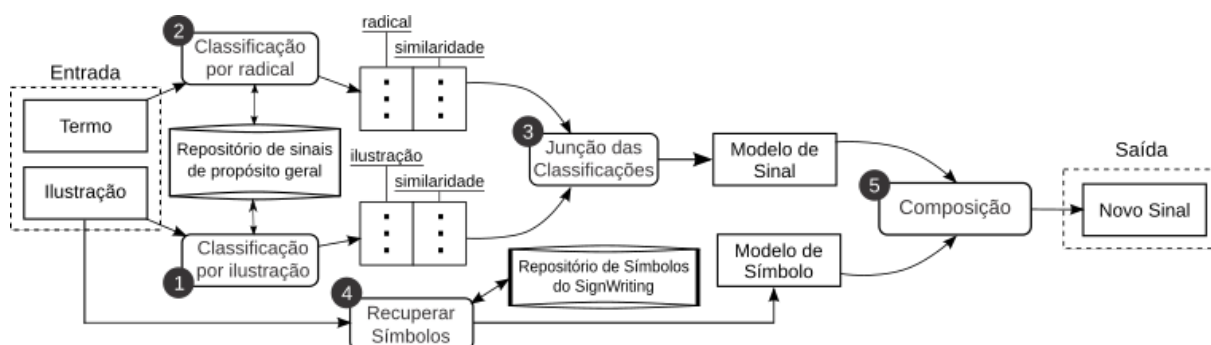 Entrada
Termo
Ilustração
2
Classificação
por radical
Repositório de sinais
de propósito geral
1
Classificação
por ilustração
radical
similaridade
ilustração
similaridade
3
Junção das
Classificações
4
Recuperar
Símbolos
Repositório de Símbolos
do SignWriting
Modelo de
Sinal
Modelo de
Símbolo
5
Composição
Saída
Novo Sinal